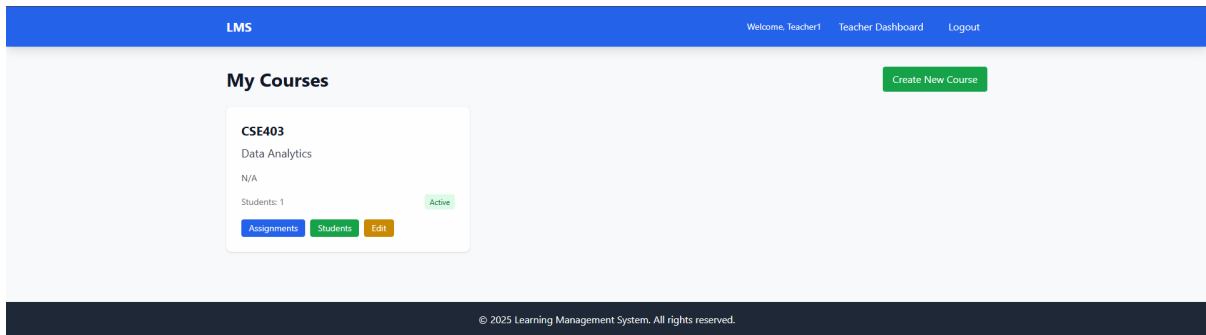 LMS Welcome, Teacher1 Teacher Dashboard Logout
My Courses Create New Course
CSE403
Data Analytics
N/A
Students: 1 Active
Assignments Students Edit
© 2025 Learning Management System. All rights reserved.